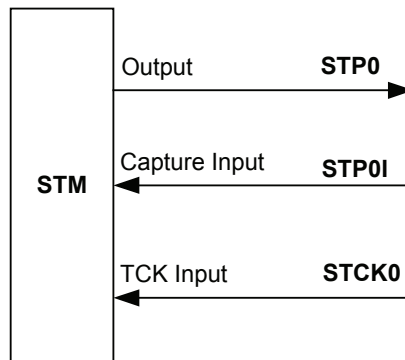 Output STP0
Capture Input STP0I
STM
TCK Input STCK0